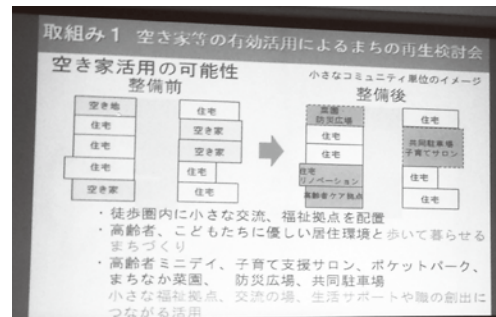 取組み1 空き家等の有効活用によるまちの再生検討会
空き家活用の可能性
小さなコミュニティ単位のイメージ
整備前
整備後
空き地
住宅
住宅
住宅
空き家
住宅
空き家
空き家
住宅
住宅
菜園
防災広場
住宅
住宅
住宅
リノベーション
高齢者ケア拠点
住宅
共同駐車場
子育てサロン
住宅
住宅
・徒歩圏内に小さな交流、福祉拠点を配置
・高齢者、こどもたちに優しい居住環境と歩いて暮らせる
まちづくり
・高齢者ミニデイ、子育て支援サロン、ポケットパーク、
まちなか菜園、 防災広場、共同駐車場
小さな福祉拠点、交流の場、生活サポートや職の創出に
つながる活用